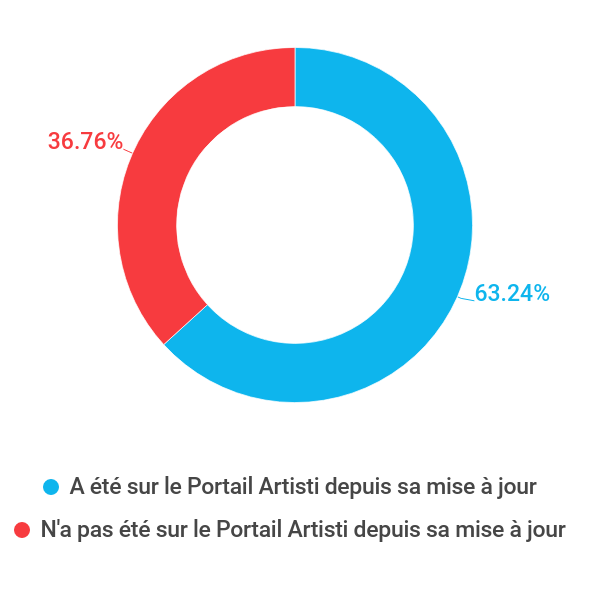 36.76%
63.24%
A été sur le Portail Artisti depuis sa mise à jour
N'a pas été sur le Portail Artisti depuis sa mise à jour